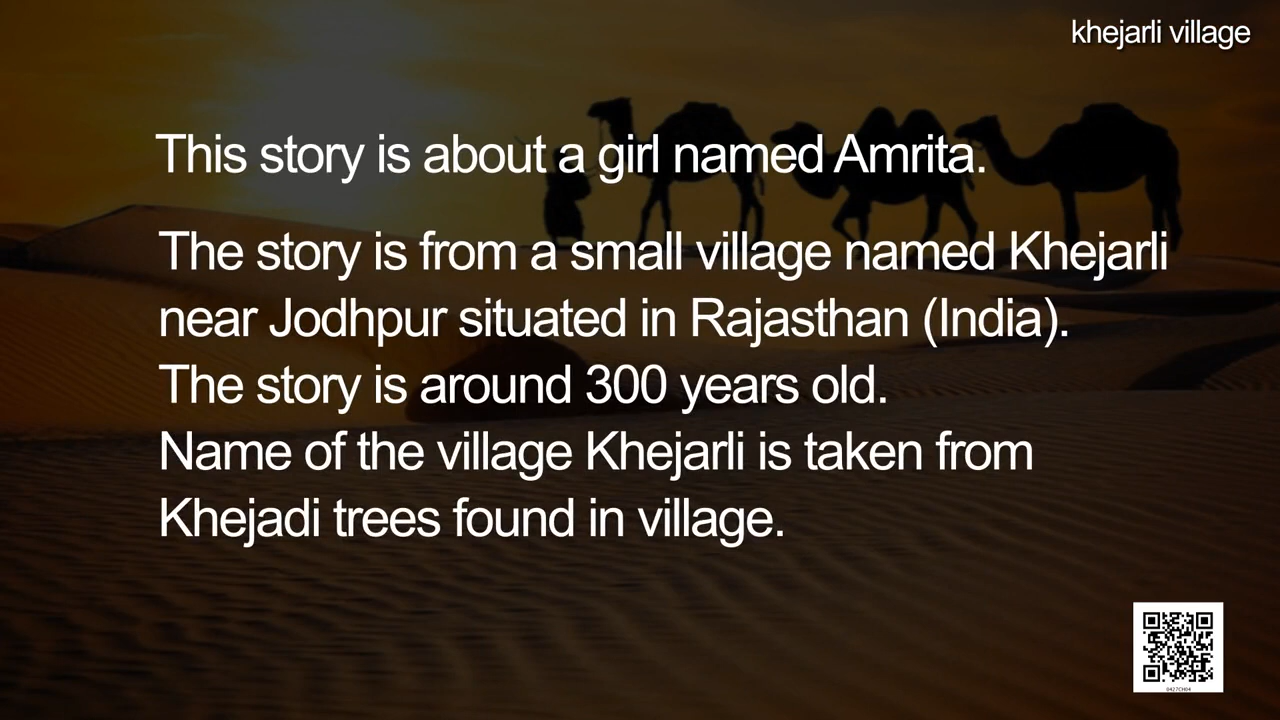 khejarli village
This story is about a girl named Amrita.
The story is from a small village named Khejarli
near Jodhpur situated in Rajasthan (India).
The story is around 300 years old.
Name of the village Khejarli is taken from
Khejadi trees found in village.
0427CH04